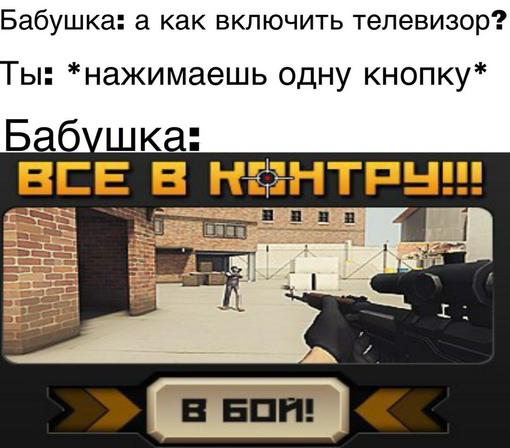 Бабушка: а как включить телевизор?
Ты: *нажимаешь одну кнопку*
Бабушка:
ВСЕ В КОНТРУ!!!
В БОЙ!